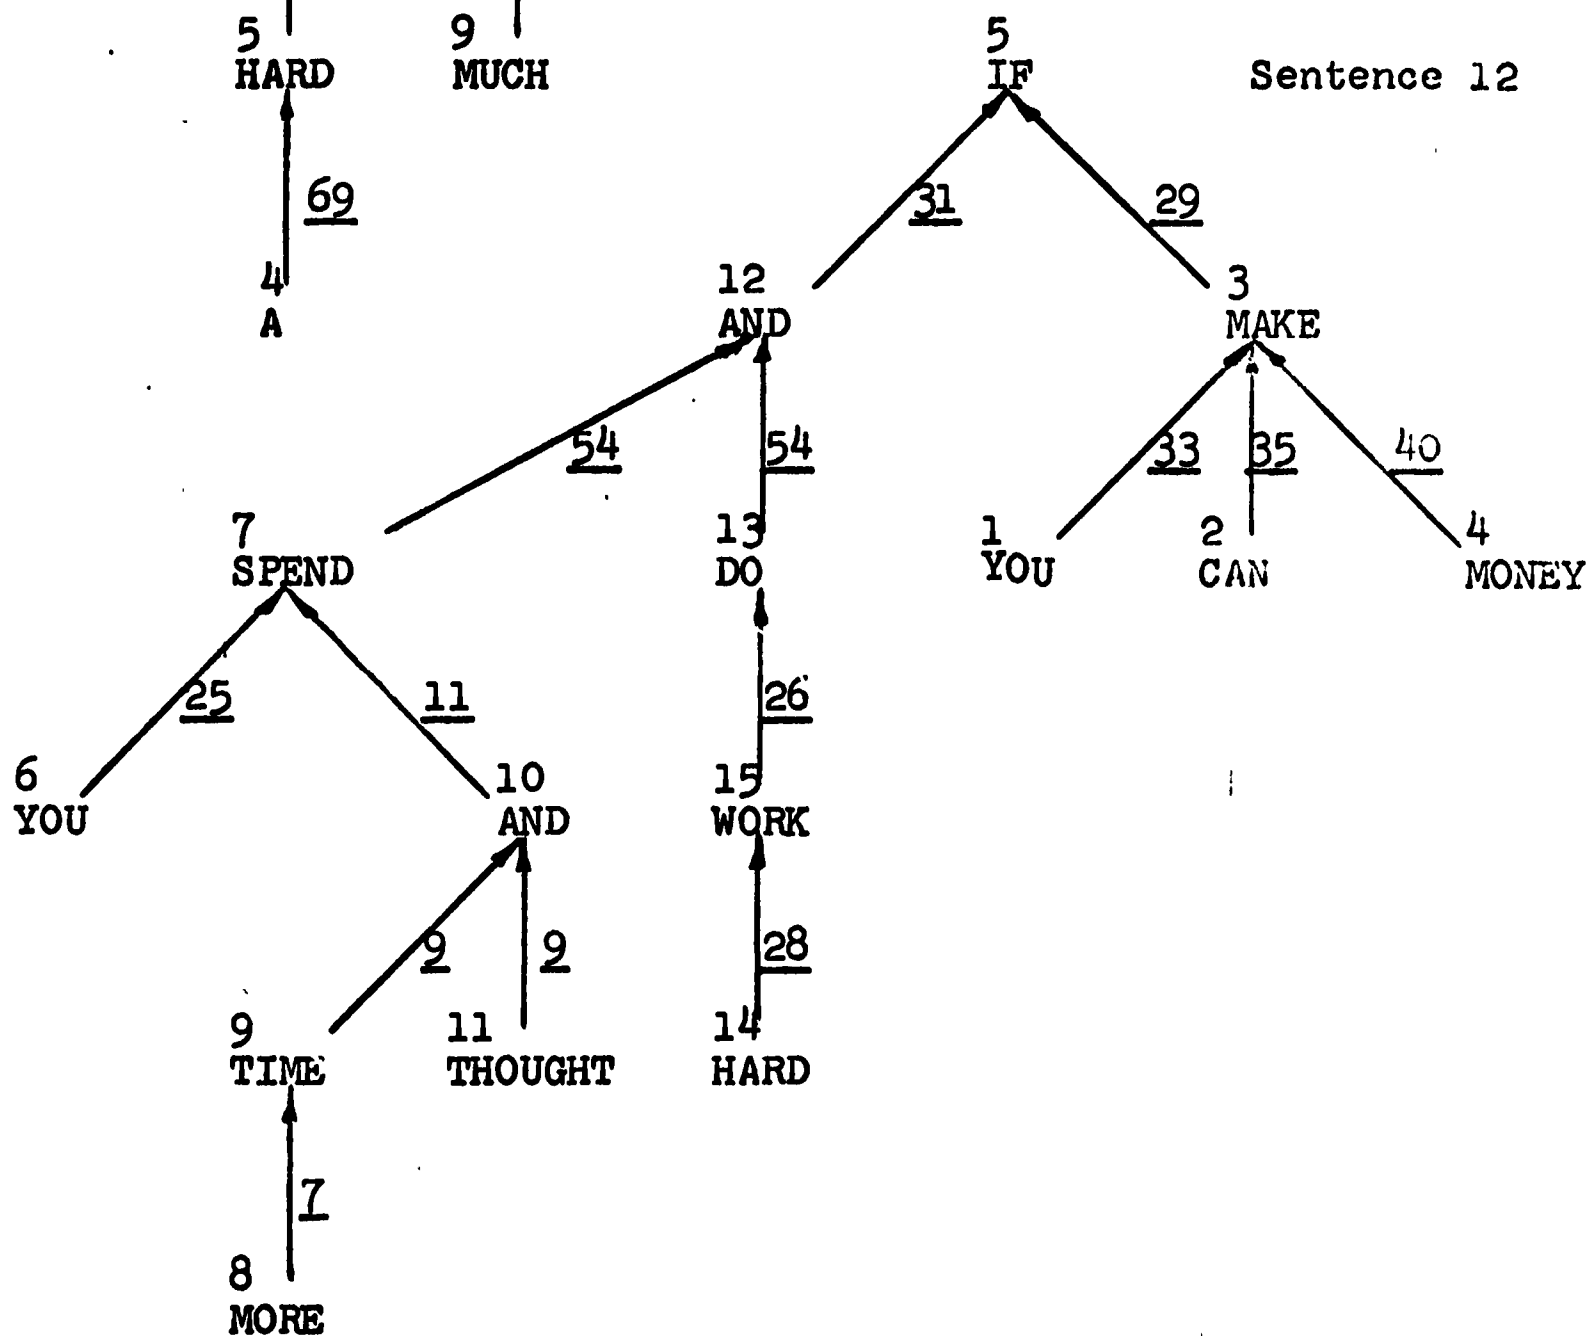 5 9 5
HARD MUCH IF Sentence 12
69 31 29
4 12 3
A AND MAKE
54 54 33 35 40
7 13 1 2 4
SPEND DO YOU CAN MONEY
25 11 26
6 10 15
YOU AND WORK
9 9 28
9 11 14
TIME THOUGHT HARD
7
8
MORE